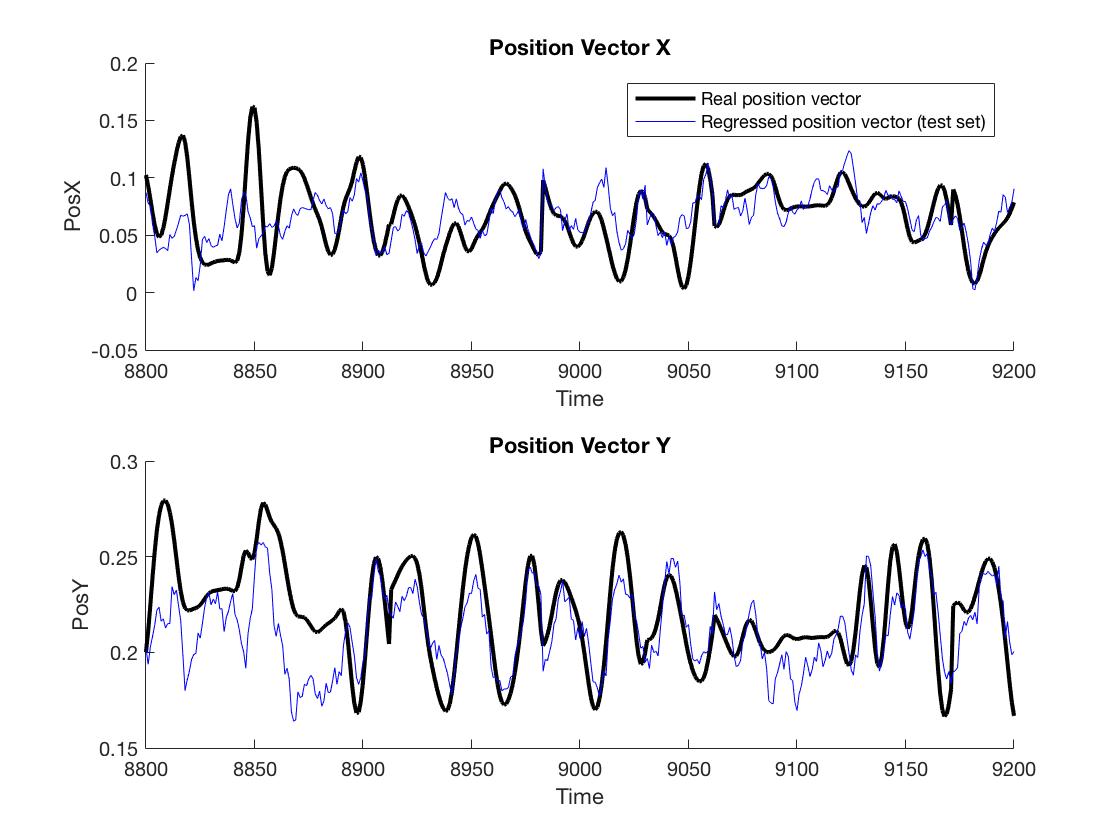 Position Vector X
0.2
0.15
0.1
0.05
0
-0.05
PosX
Real position vector
Regressed position vector (test set)
8800 8850 8900 8950 9000 9050 9100 9150 9200
Time
Position Vector Y
0.3
0.25
0.2
0.15
PosY
8800 8850 8900 8950 9000 9050 9100 9150 9200
Time